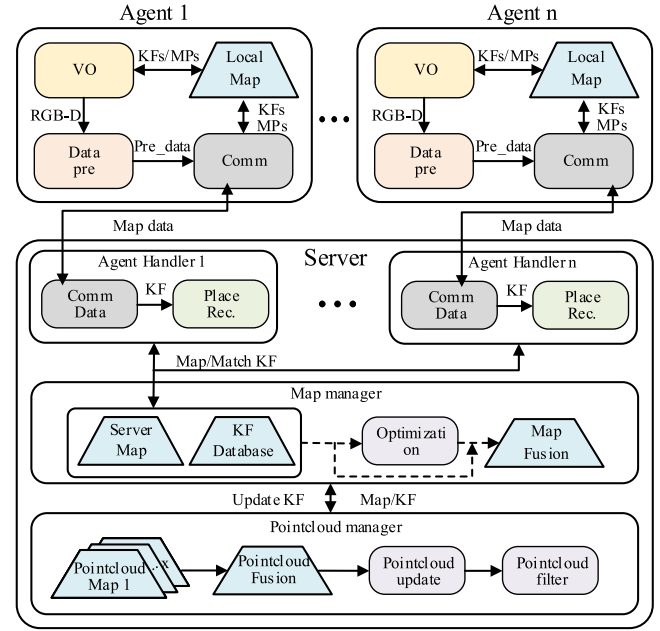 Agent 1
Agent n
VO
KFs/MPs
Local
Map
RGB-D
KFs
MPs
Data
pre
Pre_data
Comm
VO
KFs/MPs
Local
Map
RGB-D
KFs
MPs
Data
pre
Pre_data
Comm
Map data
Map data
Server
Agent Handler 1
Comm
Data
KF
Place
Rec.
Agent Handler n
Comm
Data
KF
Place
Rec.
Map/Match KF
Map manager
Server
Map
KF
Database
Optimizati
on
Map
Fusion
Update KF
Map/KF
Pointcloud manager
Pointcloud
Map 1
...x
Pointcloud
Fusion
Pointcloud
update
Pointcloud
filter